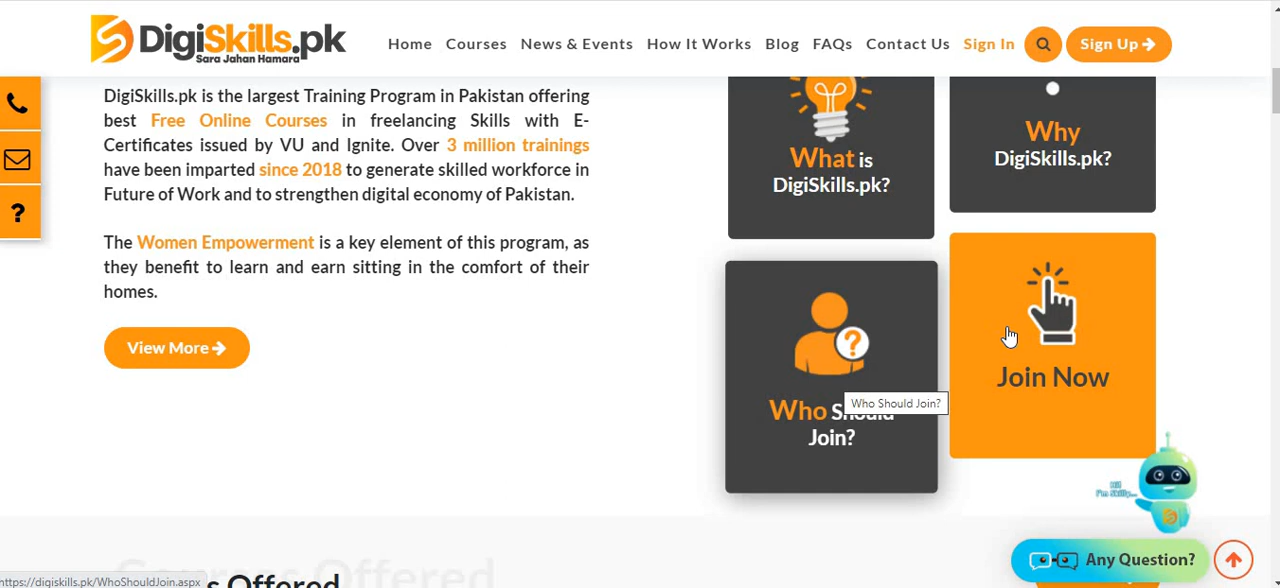 DigiSkills.pk
Sara Jahan Hamara
Home Courses News & Events How It Works Blog FAQs Contact Us Sign In Sign Up
DigiSkills.pk is the largest Training Program in Pakistan offering
best Free Online Courses in freelancing Skills with E-
Certificates issued by VU and Ignite. Over 3 million trainings
have been imparted since 2018 to generate skilled workforce in
Future of Work and to strengthen digital economy of Pakistan.
The Women Empowerment is a key element of this program, as
they benefit to learn and earn sitting in the comfort of their
homes.
View More
What is
DigiSkills.pk?
Why
DigiSkills.pk?
Who Should
Join?
Who Should Join?
Join Now
Hi!
I'm Skilly...
Any Question?
Courses Offered
s Offered
https://digiskills.pk/WhoShouldJoin.aspx